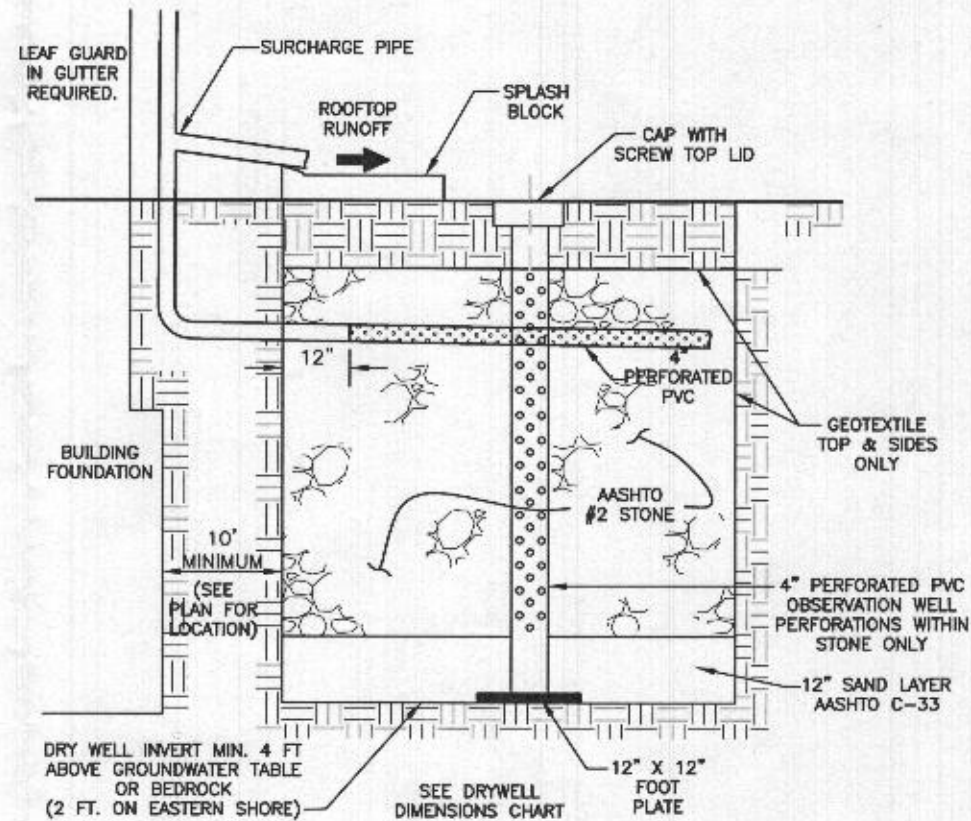 LEAF GUARD
IN GUTTER
REQUIRED.
SURCHARGE PIPE
ROOFTOP
RUNOFF
SPLASH
BLOCK
CAP WITH
SCREW TOP LID
12"
4"
PERFORATED
PVC
GEOTEXTILE
TOP & SIDES
ONLY
BUILDING
FOUNDATION
AASHTO
#2 STONE
10'
MINIMUM
(SEE
PLAN FOR
LOCATION)
4" PERFORATED PVC
OBSERVATION WELL
PERFORATIONS WITHIN
STONE ONLY
12" SAND LAYER
AASHTO C-33
DRY WELL INVERT MIN. 4 FT
ABOVE GROUNDWATER TABLE
OR BEDROCK
(2 FT. ON EASTERN SHORE)
SEE DRYWELL
DIMENSIONS CHART
12" X 12"
FOOT
PLATE